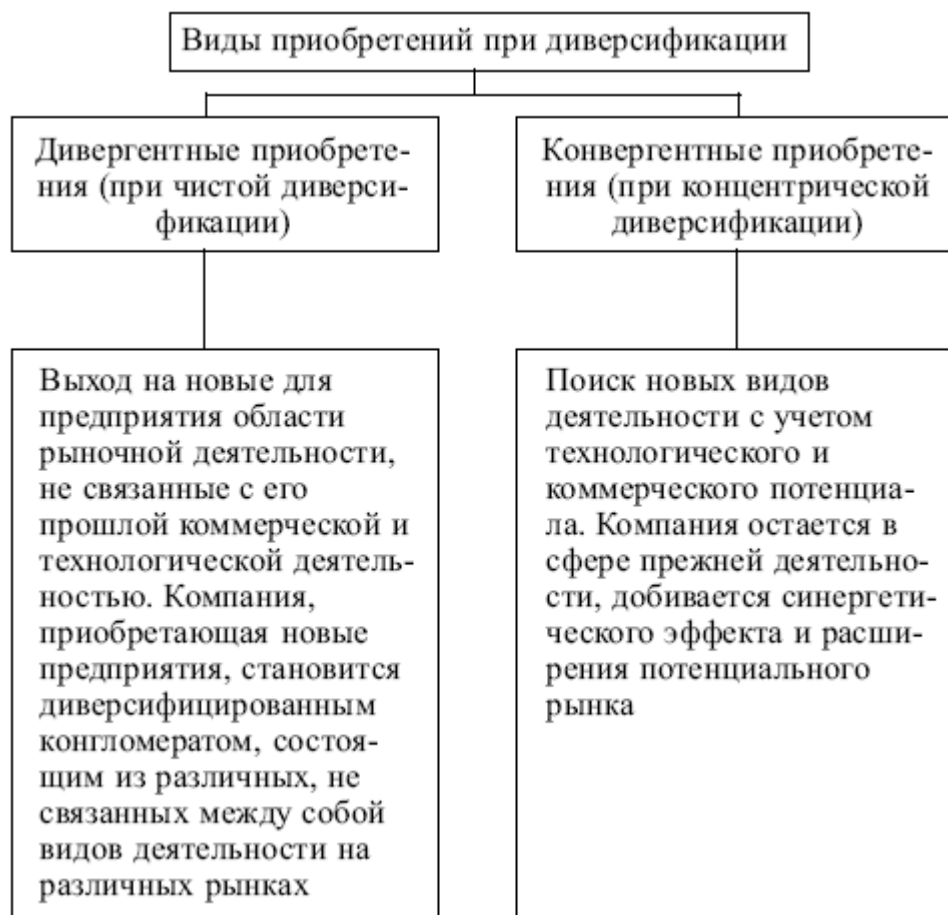 Виды приобретений при диверсификации
Дивергентные приобрете-
ния (при чистой диверси-
фикации)
Конвергентные приобрете-
ния (при концентрической
диверсификации)
Выход на новые для
предприятия области
рыночной деятельности,
не связанные с его
прошлой коммерческой и
технологической деятель-
ностью. Компания,
приобретающая новые
предприятия, становится
диверсифицированным
конгломератом, состоя-
щим из различных, не
связанных между собой
видов деятельности на
различных рынках
Поиск новых видов
деятельности с учетом
технологического и
коммерческого потенциа-
ла. Компания остается в
сфере прежней деятельно-
сти, добивается синергети-
ческого эффекта и расши-
рения потенциального
рынка